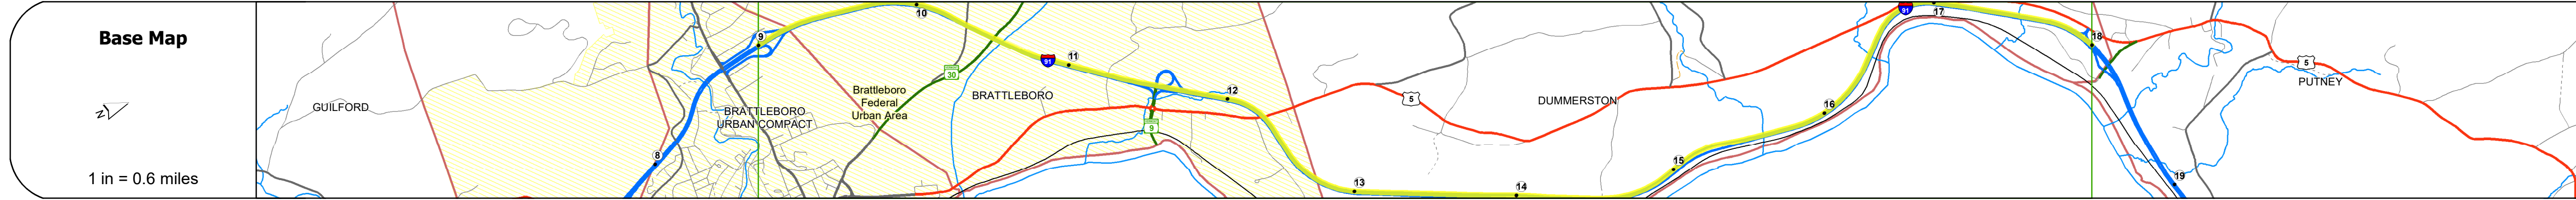 Base Map
N
1 in = 0.6 miles
GUILFORD
8
9
BRATTLEBORO
URBAN COMPACT
10
Brattleboro
Federal
Urban Area
30
BRATTLEBORO
91
11
9
12
13
5
14
DUMMERSTON
15
16
91
17
18
19
5
PUTNEY